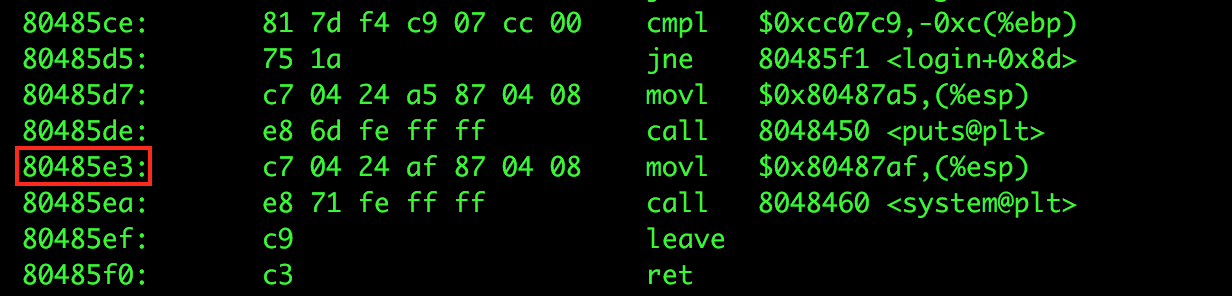 80485ce: 81 7d f4 c9 07 cc 00 cmpl $0xcc07c9,-0xc(%ebp)
80485d5: 75 1a jne 80485f1 <login+0x8d>
80485d7: c7 04 24 a5 87 04 08 movl $0x80487a5,(%esp)
80485de: e8 6d fe ff ff call 8048450 <puts@plt>
80485e3: c7 04 24 af 87 04 08 movl $0x80487af,(%esp)
80485ea: e8 71 fe ff ff call 8048460 <system@plt>
80485ef: c9 leave
80485f0: c3 ret